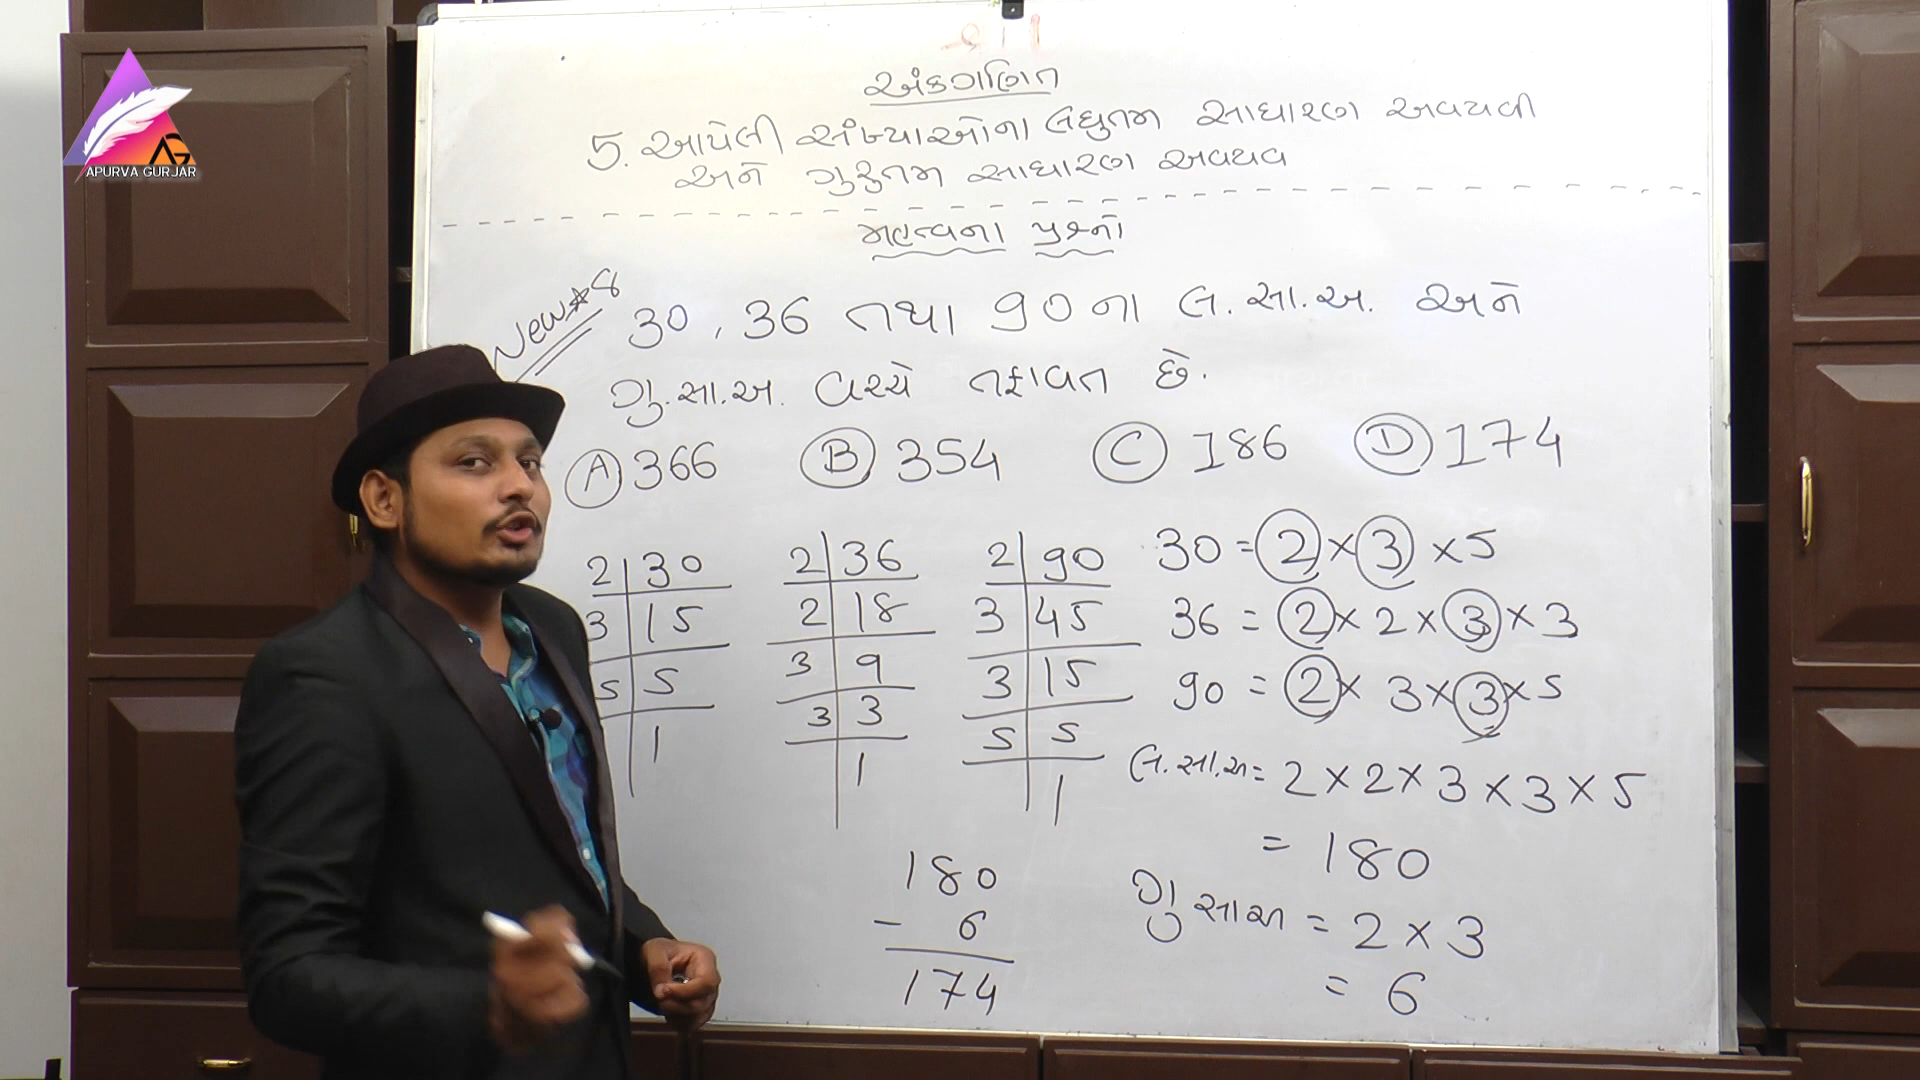 AG
APURVA GURJAR
અંકગણિત
5. આપેલી સંખ્યાઓના લઘુતમ સાધારણ અવયવી
અને ગુરુતમ સાધારણ અવયવ
મહત્વના પ્રશ્નો
New * 8
30, 36 તથા 90 ના લ.સા.અ. અને
ગુ.સા.અ. વચ્ચે તફાવત છે.
A 366 B 354 C 186 D 174
2 30
3 15
5 5
1
2 36
2 18
3 9
3 3
1
2 90
3 45
3 15
5 5
1
30 = 2 × 3 × 5
36 = 2 × 2 × 3 × 3
90 = 2 × 3 × 3 × 5
લ.સા.અ = 2 × 2 × 3 × 3 × 5
= 180
ગુ સા અ = 2 × 3
= 6
180
- 6
174